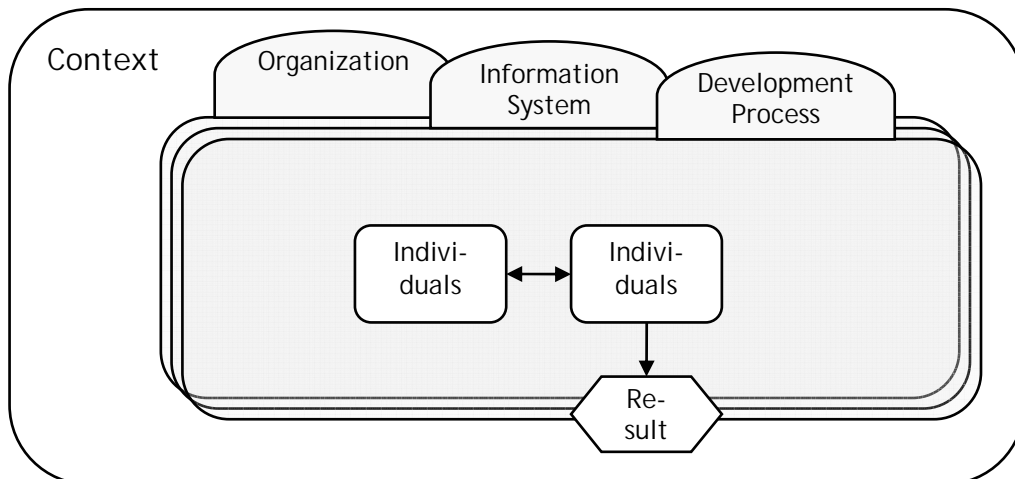 Context
Organization
Information
System
Development
Process
Indivi-
duals
Indivi-
duals
Re-
sult